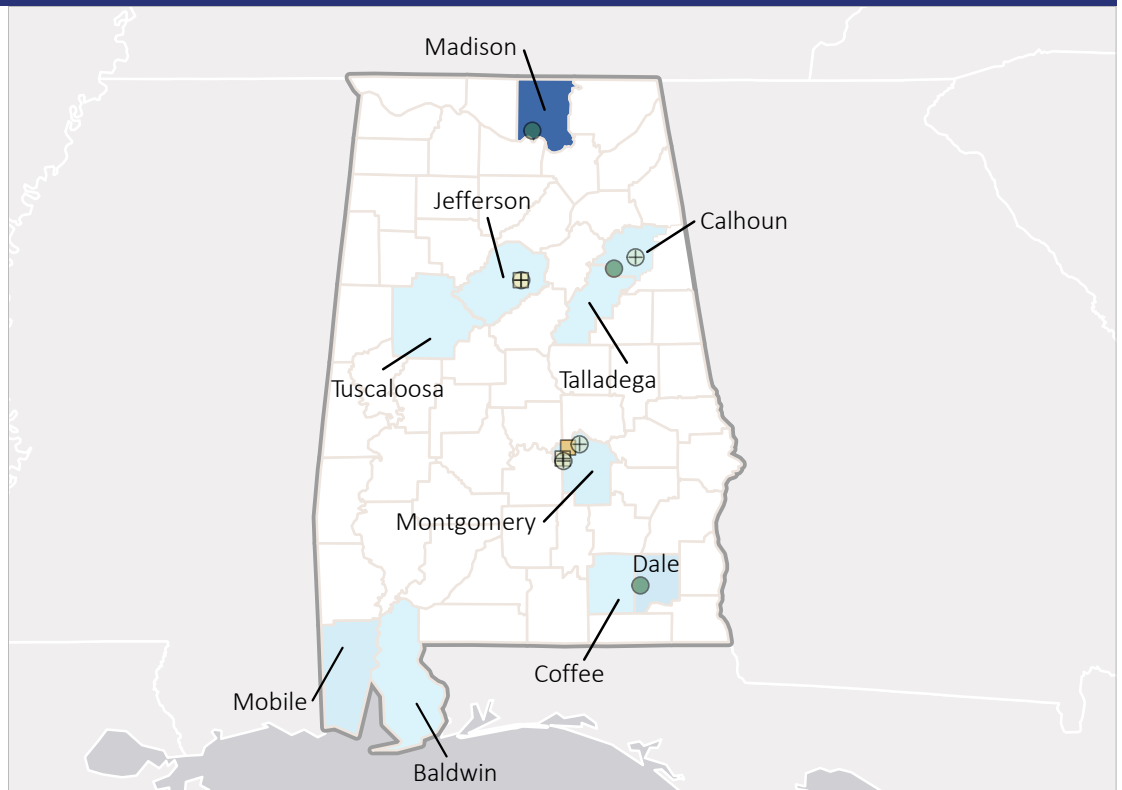 Madison
Jefferson
Calhoun
Tuscaloosa
Talladega
Montgomery
Dale
Coffee
Mobile
Baldwin